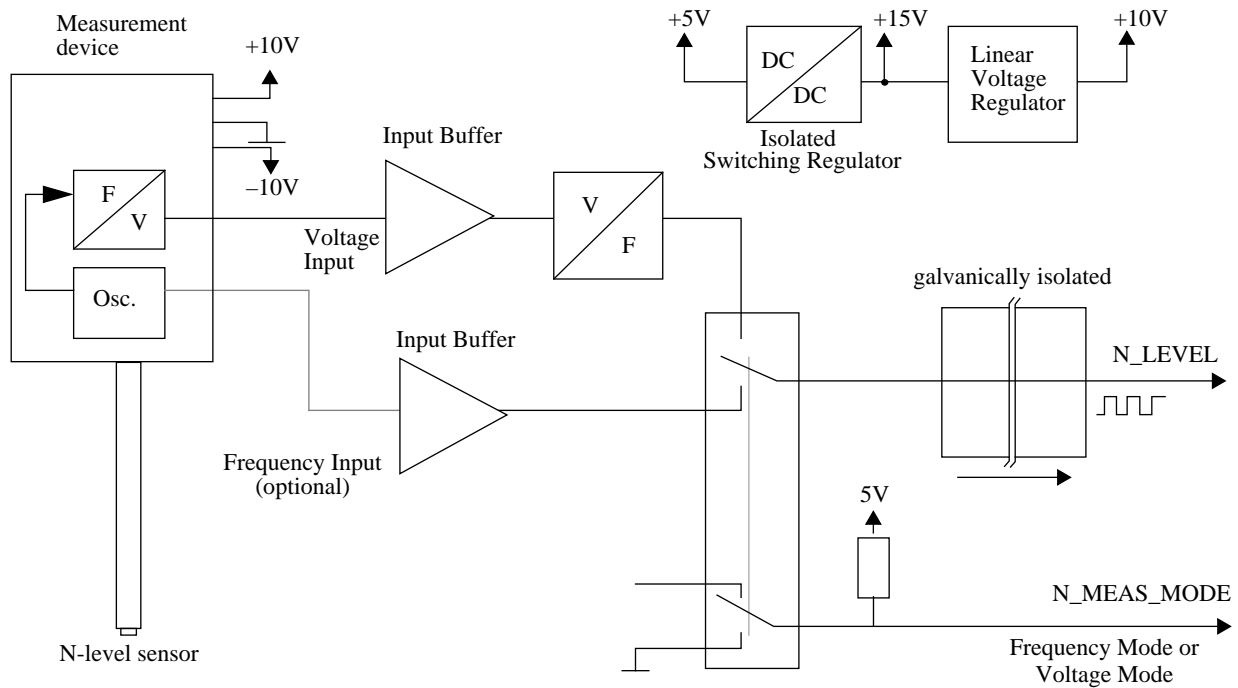 Measurement
device
+10V
–10V
F
V
Osc.
N-level sensor
Input Buffer
Voltage
Input
V
F
Input Buffer
Frequency Input
(optional)
+5V
DC
DC
Isolated
Switching Regulator
+15V
Linear
Voltage
Regulator
+10V
galvanically isolated
N_LEVEL
5V
N_MEAS_MODE
Frequency Mode or
Voltage Mode